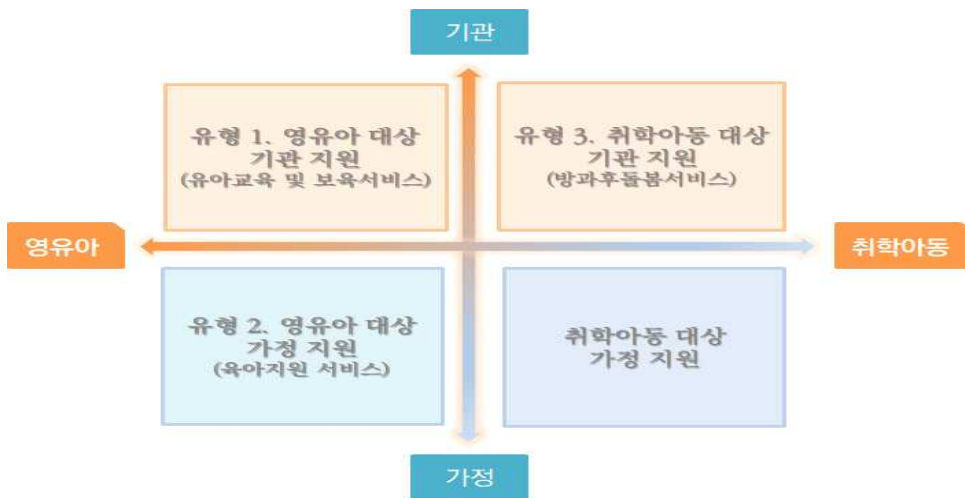 기관
유형 1. 영유아 대상
기관 지원
(유아교육 및 보육서비스)
유형 3. 취학아동 대상
기관 지원
(방과후돌봄서비스)
영유아
취학아동
유형 2. 영유아 대상
가정 지원
(육아지원 서비스)
취학아동 대상
가정 지원
가정